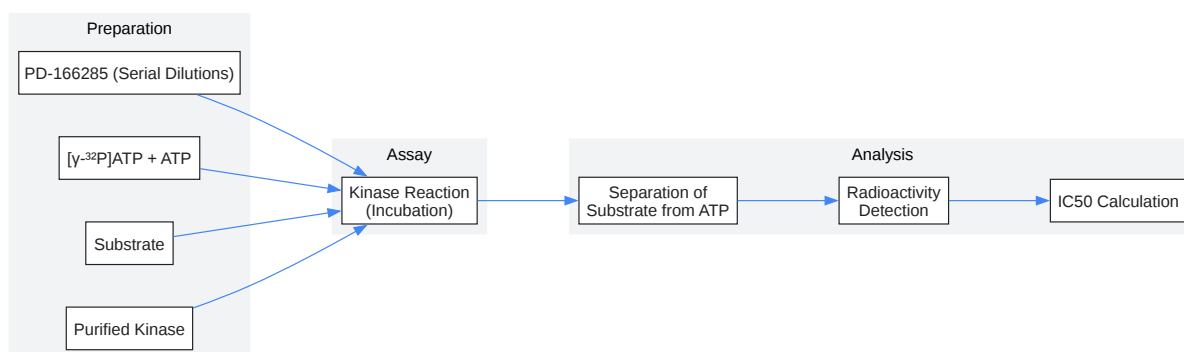 Preparation
PD-166285 (Serial Dilutions)
[γ-³²P]ATP + ATP
Substrate
Purified Kinase
Assay
Kinase Reaction
(Incubation)
Analysis
Separation of
Substrate from ATP
Radioactivity
Detection
IC50 Calculation